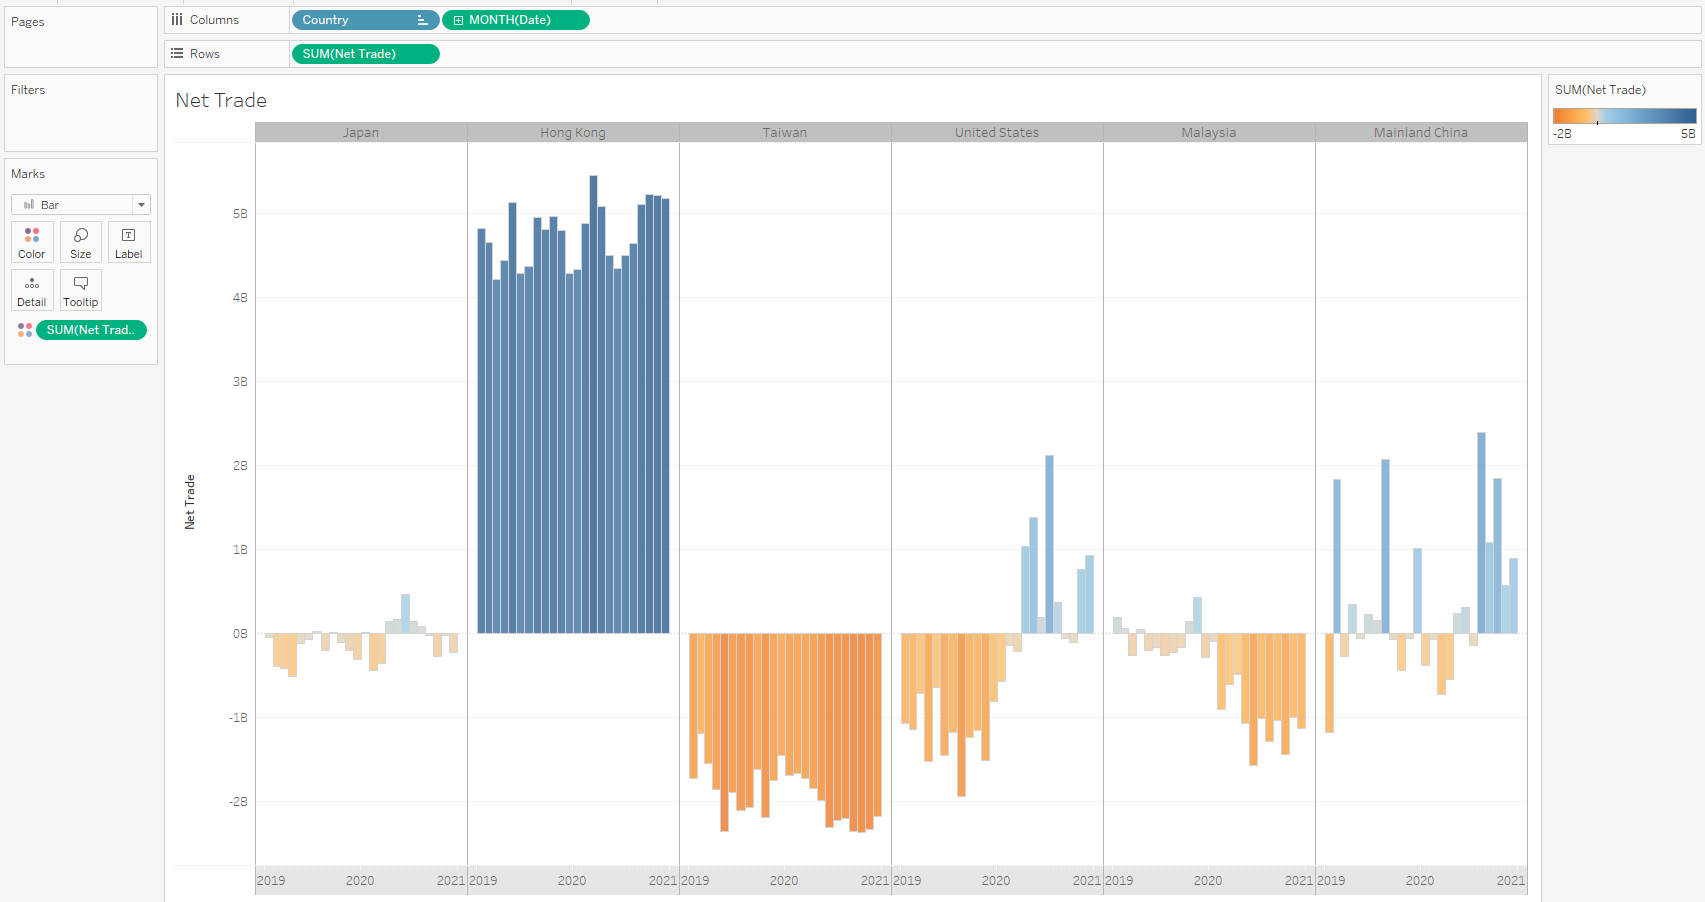 Pages
Columns
Country
MONTH(Date)
Rows
SUM(Net Trade)
Filters
Marks
Bar
Color
Size
Label
Detail
Tooltip
SUM(Net Trad..
Net Trade
Japan
Hong Kong
Taiwan
United States
Malaysia
Mainland China
5B
4B
3B
2B
1B
0B
-1B
-2B
Net Trade
2019 2020 2021 2019 2020 2021 2019 2020 2021 2019 2020 2021 2019 2020 2021 2019 2020 2021
SUM(Net Trade)
-2B 5B